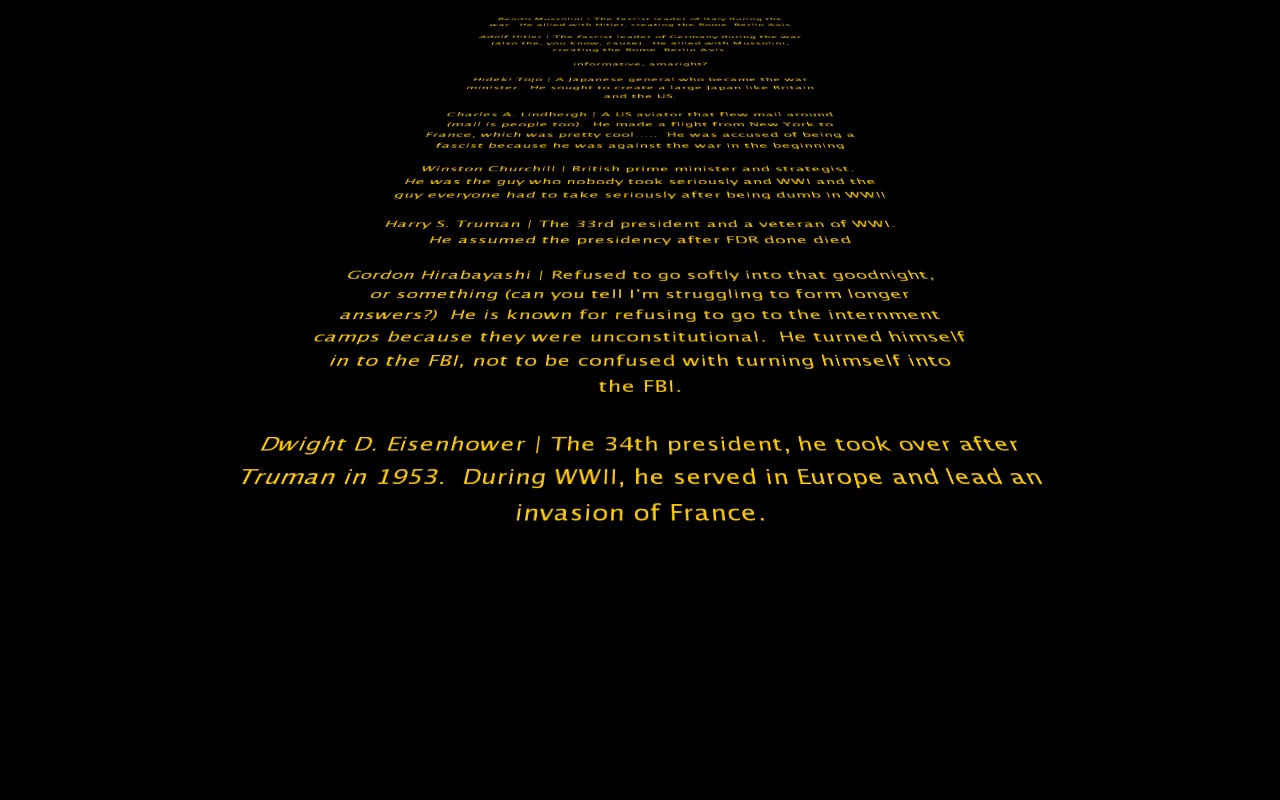 Benito Mussolini | The fascist leader of Italy during the
war.  He allied with Hitler, creating the Rome Berlin Axis
Adolf Hitler | The fascist leader of Germany during the war
(also the, you know, cause).  He allied with Mussolini,
creating the Rome Berlin Axis.
informative, amaright?
Hideki Tojo | A Japanese general who became the war
minister.  He sought to create a large Japan like Britain
and the US.
Charles A. Lindbergh | A US aviator that flew mail around
(mail is people too).  He made a flight from New York to
France, which was pretty cool.....  He was accused of being a
fascist because he was against the war in the beginning
Winston Churchill | British prime minister and strategist.
He was the guy who nobody took seriously and WWI and the
guy everyone had to take seriously after being dumb in WWII
Harry S. Truman | The 33rd president and a veteran of WWI.
He assumed the presidency after FDR done died
Gordon Hirabayashi | Refused to go softly into that goodnight,
or something (can you tell I'm struggling to form longer
answers?)  He is known for refusing to go to the internment
camps because they were unconstitutional.  He turned himself
in to the FBI, not to be confused with turning himself into
the FBI.
Dwight D. Eisenhower | The 34th president, he took over after
Truman in 1953.  During WWII, he served in Europe and lead an
invasion of France.